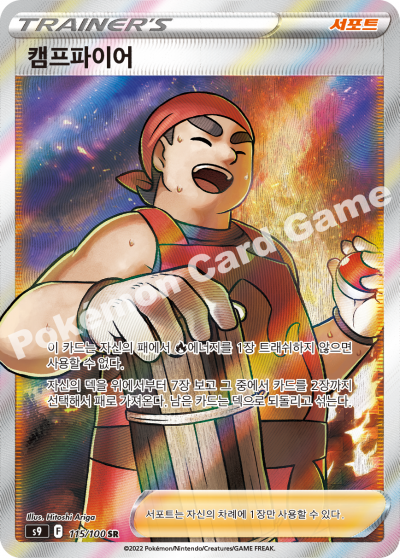 TRAINER'S
서포트
캠프파이어
Pokémon Card Game
이 카드는 자신의 패에서 에너지를 1장 트래쉬하지 않으면
사용할 수 없다.
자신의 덱을 위에서부터 7장 보고 그 중에서 카드를 2장까지
선택해서 패로 가져온다. 남은 카드는 덱으로 되돌리고 섞는다.
Illus. Hitoshi Ariga
s9 F 115/100 SR
서포트는 자신의 차례에 1장만 사용할 수 있다.
©2022 Pokémon/Nintendo/Creatures/GAME FREAK.